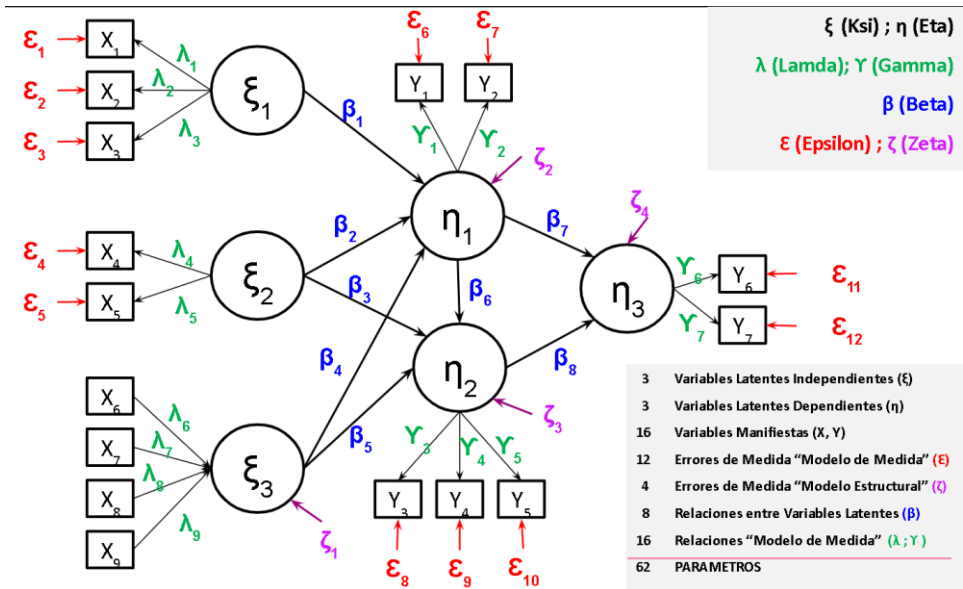 ξ (Ksi) ; η (Eta)
λ (Lamda); ϒ (Gamma)
β (Beta)
ε (Epsilon) ; ζ (Zeta)
ε1
X1
λ1
ε2
X2
λ2
ε3
X3
λ3
ξ1
β1
ε6
ε7
Y1
Y2
ϒ1
ϒ2
ζ2
η1
ε4
X4
λ4
ε5
X5
λ5
ξ2
β2
β3
β7
β6
ζ4
η3
ϒ6
Y6
ε11
ϒ7
Y7
ε12
β4
β5
η2
β8
ζ3
X6
λ6
X7
λ7
X8
λ8
X9
λ9
ξ3
ζ1
ϒ3
ϒ4
ϒ5
Y3
Y4
Y5
ε8
ε9
ε10
3 Variables Latentes Independientes (ξ)
3 Variables Latentes Dependientes (η)
16 Variables Manifiestas (X, Y)
12 Errores de Medida “Modelo de Medida” (ε)
4 Errores de Medida “Modelo Estructural” (ζ)
8 Relaciones entre Variables Latentes (β)
16 Relaciones “Modelo de Medida” (λ ; ϒ )
62 PARAMETROS